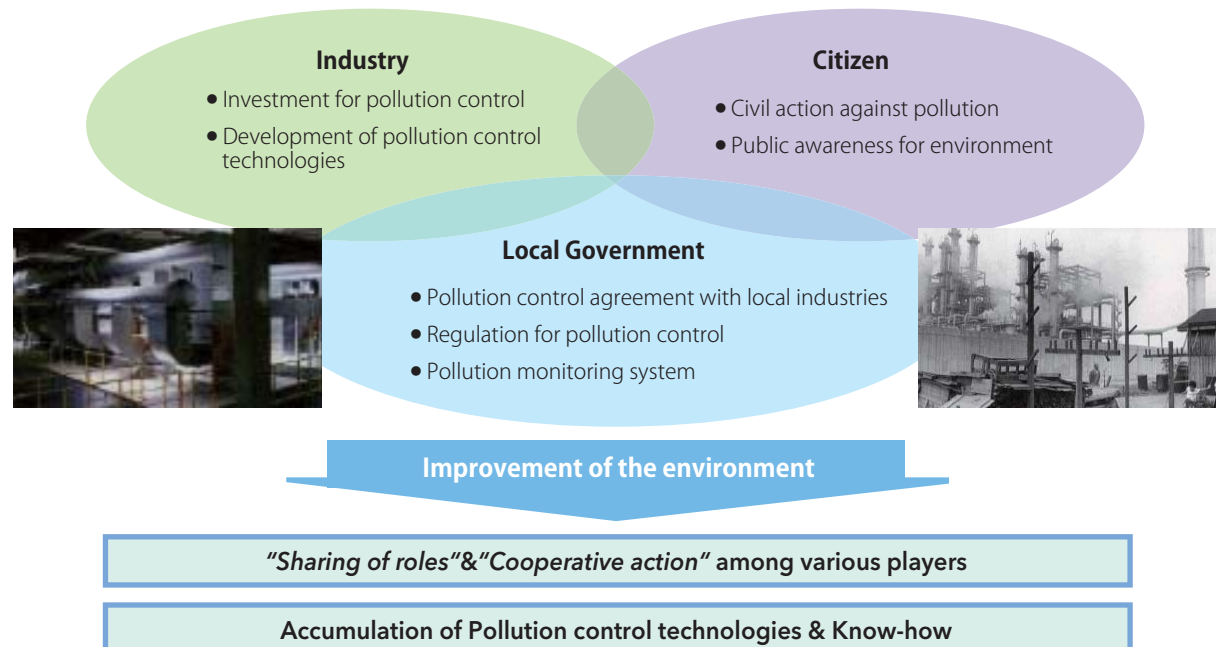 Industry
• Investment for pollution control
• Development of pollution control
technologies
Citizen
• Civil action against pollution
• Public awareness for environment
Local Government
• Pollution control agreement with local industries
• Regulation for pollution control
• Pollution monitoring system
Improvement of the environment
"Sharing of roles"&"Cooperative action" among various players
Accumulation of Pollution control technologies & Know-how